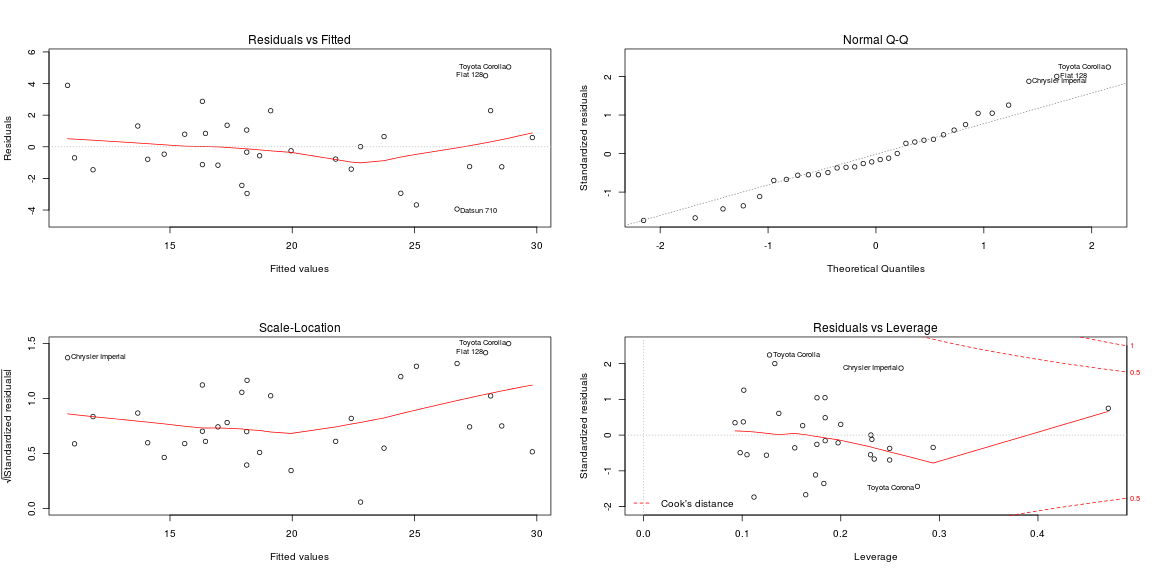 Residuals vs Fitted
Residuals
6
4
2
0
-2
-4
Toyota Corolla
Fiat 128
Datsun 710
15
20
25
30
Fitted values
Normal Q-Q
Standardized residuals
2
1
0
-1
Toyota Corolla
Fiat 128
Chrysler Imperial
-2
-1
0
1
2
Theoretical Quantiles
Scale-Location
√|Standardized residuals|
1.5
1.0
0.5
0.0
Toyota Corolla
Fiat 128
Chrysler Imperial
15
20
25
30
Fitted values
Residuals vs Leverage
Standardized residuals
2
1
0
-1
-2
Toyota Corolla
Chrysler Imperial
Toyota Corona
1
0.5
0.5
Cook's distance
0.0
0.1
0.2
0.3
0.4
Leverage